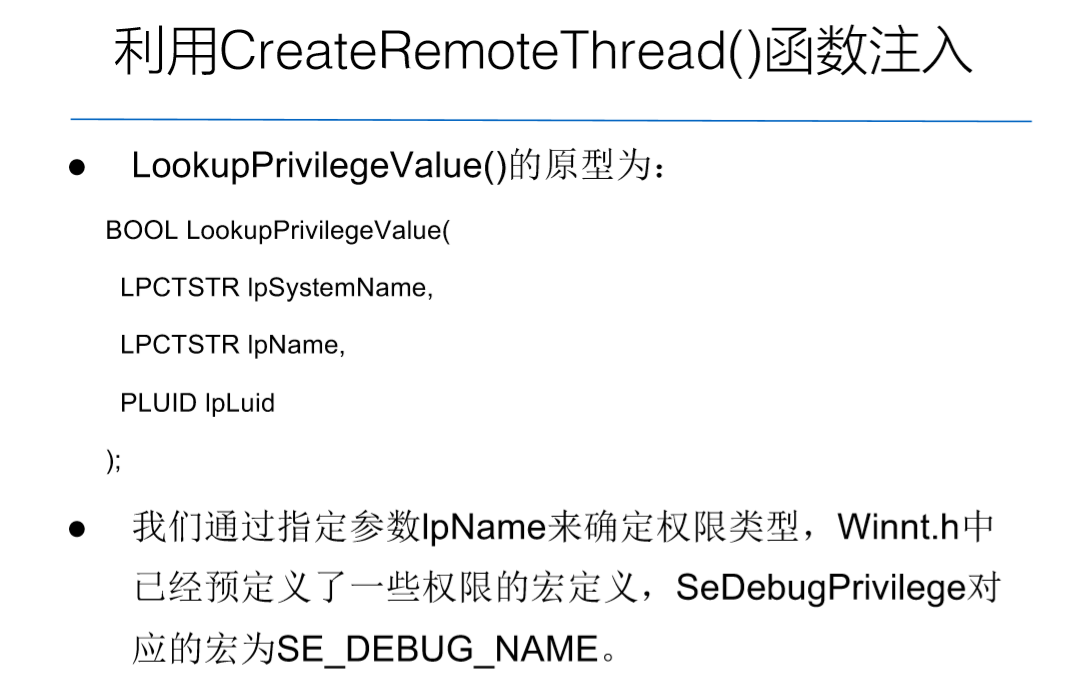 利用CreateRemoteThread()函数注入
● LookupPrivilegeValue()的原型为：
BOOL LookupPrivilegeValue(
LPCTSTR lpSystemName,
LPCTSTR lpName,
PLUID lpLuid
);
● 我们通过指定参数lpName来确定权限类型，Winnt.h中
已经预定义了一些权限的宏定义，SeDebugPrivilege对
应的宏为SE_DEBUG_NAME。